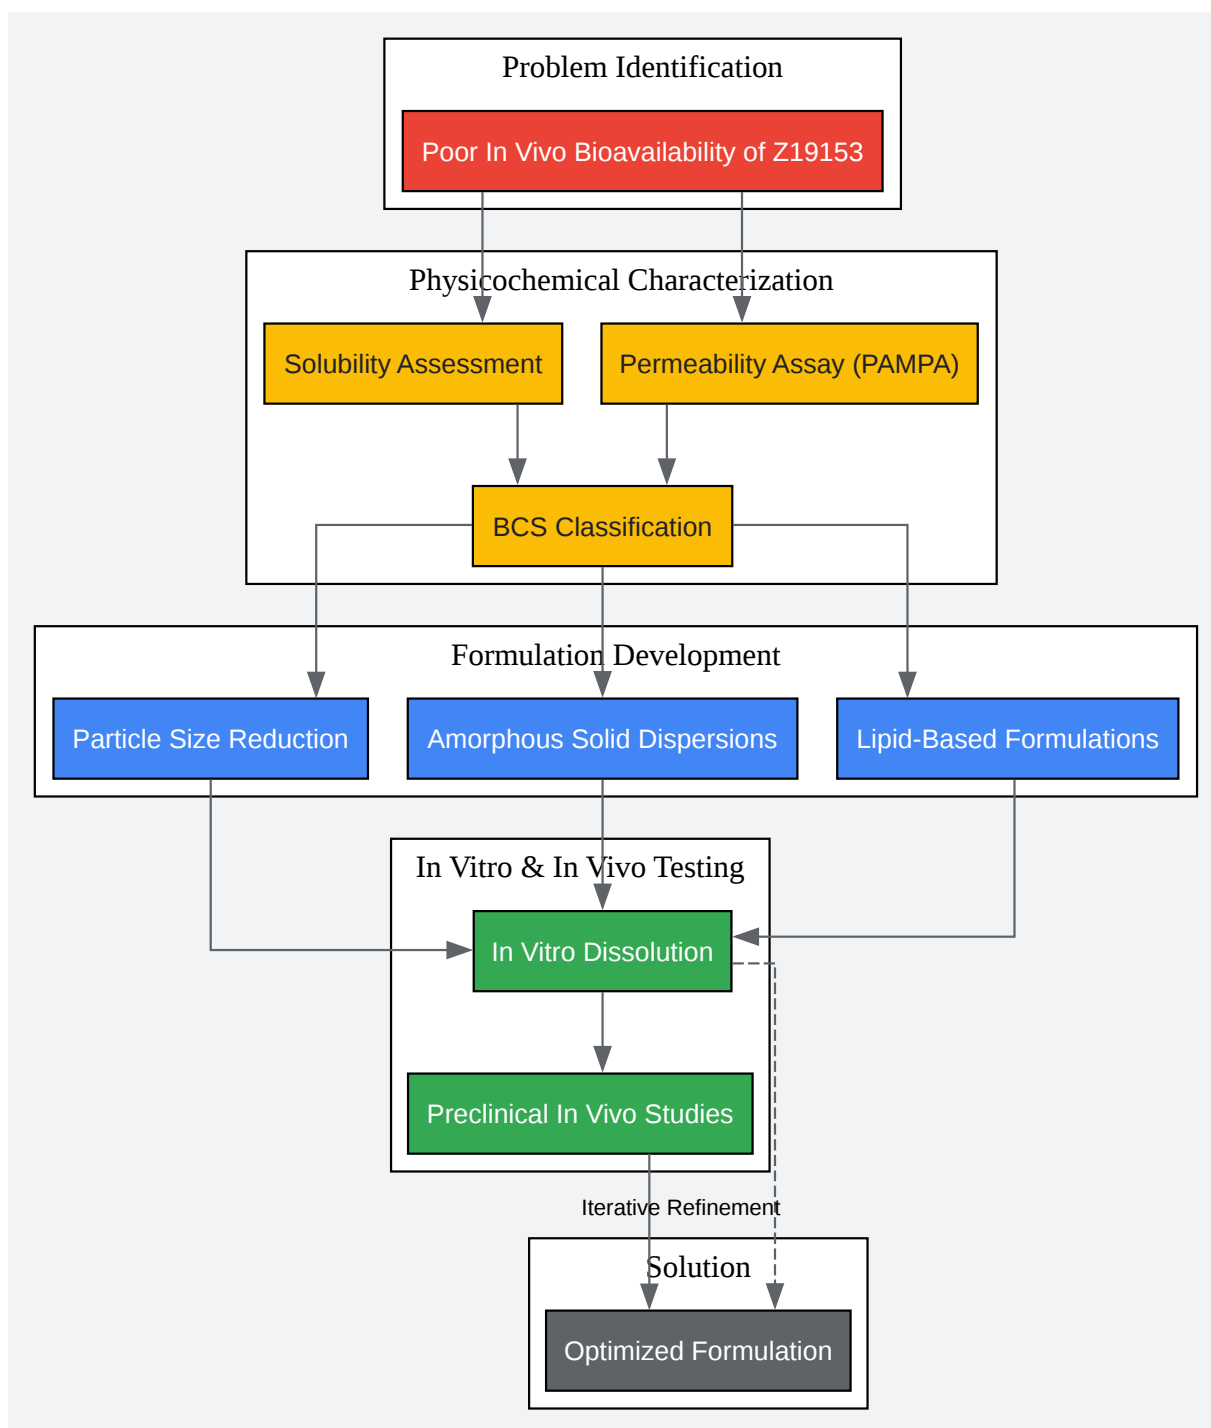 Problem Identification
Poor In Vivo Bioavailability of Z19153
Physicochemical Characterization
Solubility Assessment
Permeability Assay (PAMPA)
BCS Classification
Formulation Development
Particle Size Reduction
Amorphous Solid Dispersions
Lipid-Based Formulations
In Vitro & In Vivo Testing
In Vitro Dissolution
Preclinical In Vivo Studies
Iterative Refinement
Solution
Optimized Formulation